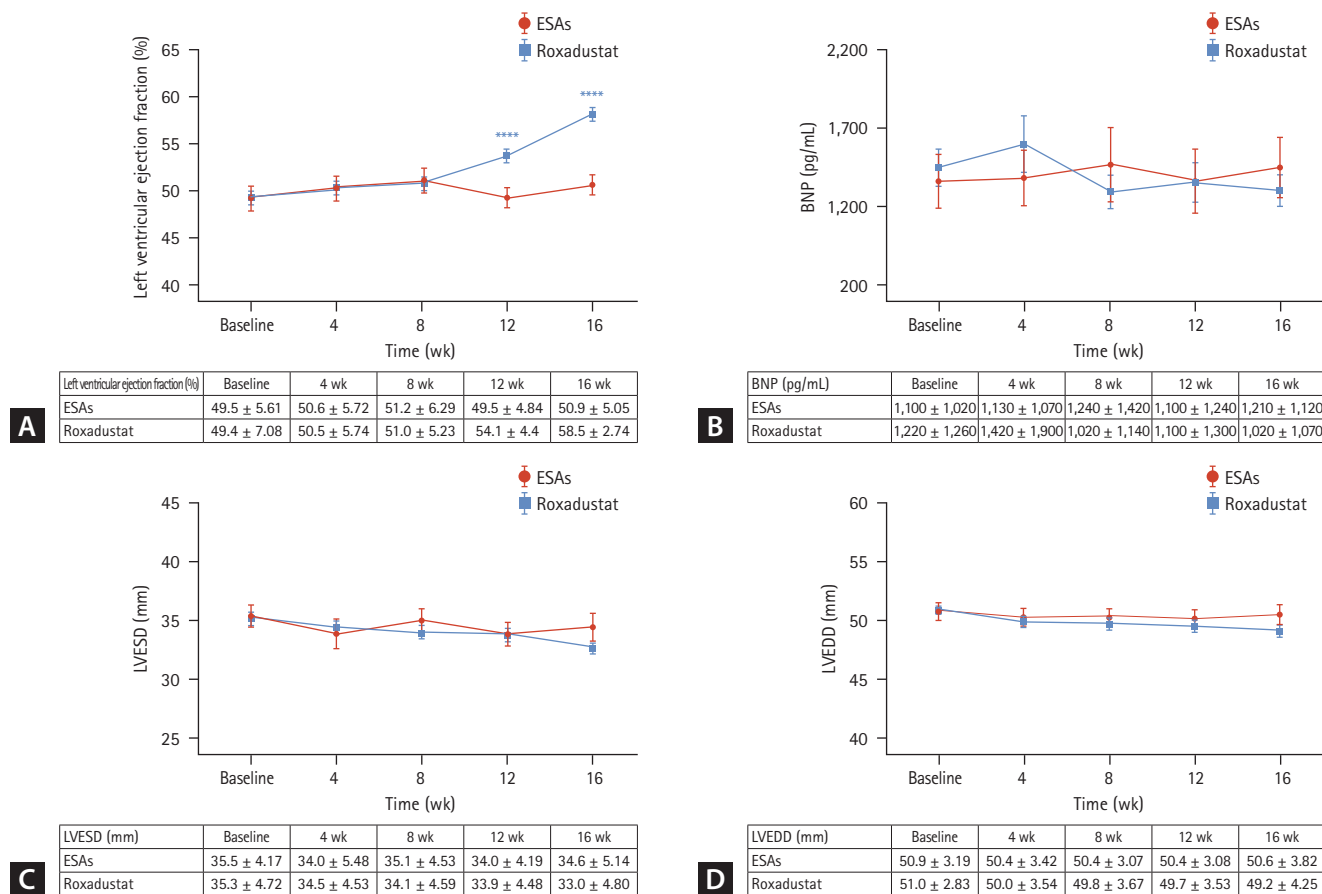 ESAs
Roxadustat
Left ventricular ejection fraction (%)
65
60
55
50
45
40
****
****
Baseline 4 8 12 16
Time (wk)
Left ventricular ejection fraction (%) Baseline 4 wk 8 wk 12 wk 16 wk
ESAs 49.5 ± 5.61 50.6 ± 5.72 51.2 ± 6.29 49.5 ± 4.84 50.9 ± 5.05
Roxadustat 49.4 ± 7.08 50.5 ± 5.74 51.0 ± 5.23 54.1 ± 4.4 58.5 ± 2.74
A
ESAs
Roxadustat
BNP (pg/mL)
2,200
1,700
1,200
200
Baseline 4 8 12 16
Time (wk)
BNP (pg/mL) Baseline 4 wk 8 wk 12 wk 16 wk
ESAs 1,100 ± 1,020 1,130 ± 1,070 1,240 ± 1,420 1,100 ± 1,240 1,210 ± 1,120
Roxadustat 1,220 ± 1,260 1,420 ± 1,900 1,020 ± 1,140 1,100 ± 1,300 1,020 ± 1,070
B
ESAs
Roxadustat
LVESD (mm)
45
40
35
30
25
Baseline 4 8 12 16
Time (wk)
LVESD (mm) Baseline 4 wk 8 wk 12 wk 16 wk
ESAs 35.5 ± 4.17 34.0 ± 5.48 35.1 ± 4.53 34.0 ± 4.19 34.6 ± 5.14
Roxadustat 35.3 ± 4.72 34.5 ± 4.53 34.1 ± 4.59 33.9 ± 4.48 33.0 ± 4.80
C
ESAs
Roxadustat
LVEDD (mm)
60
55
50
45
40
Baseline 4 8 12 16
Time (wk)
LVEDD (mm) Baseline 4 wk 8 wk 12 wk 16 wk
ESAs 50.9 ± 3.19 50.4 ± 3.42 50.4 ± 3.07 50.4 ± 3.08 50.6 ± 3.82
Roxadustat 51.0 ± 2.83 50.0 ± 3.54 49.8 ± 3.67 49.7 ± 3.53 49.2 ± 4.25
D